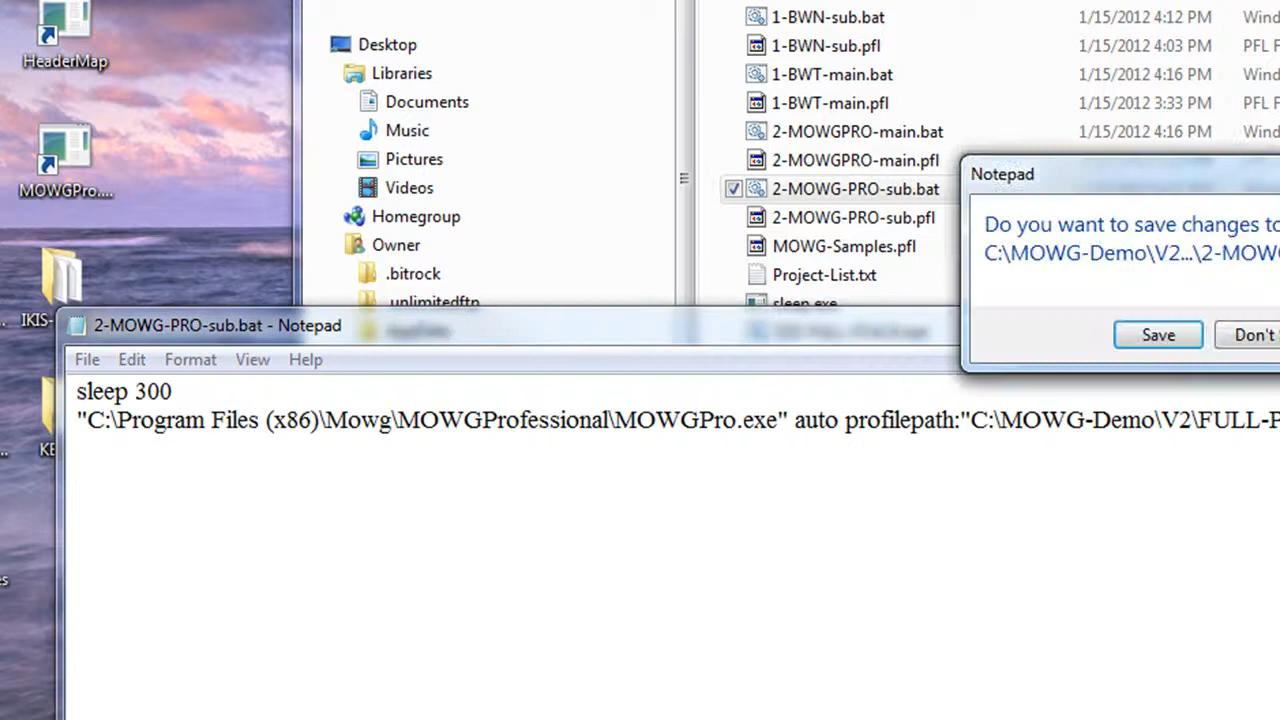 HeaderMap
MOWGPro....
IKIS-
KE
Desktop
Libraries
Documents
Music
Pictures
Videos
Homegroup
Owner
.bitrock
.unlimitedftp
1-BWN-sub.bat 1/15/2012 4:12 PM Wind
1-BWN-sub.pfl 1/15/2012 4:03 PM PFL F
1-BWT-main.bat 1/15/2012 4:16 PM Wind
1-BWT-main.pfl 1/15/2012 3:33 PM PFL F
2-MOWGPRO-main.bat 1/15/2012 4:16 PM Wind
2-MOWGPRO-main.pfl
2-MOWG-PRO-sub.bat
2-MOWG-PRO-sub.pfl
MOWG-Samples.pfl
Project-List.txt
sleep.exe
Notepad
Do you want to save changes to
C:\MOWG-Demo\V2...\2-MOWG
Save Don't
2-MOWG-PRO-sub.bat - Notepad
File Edit Format View Help
sleep 300
"C:\Program Files (x86)\Mowg\MOWGProfessional\MOWGPro.exe" auto profilepath:"C:\MOWG-Demo\V2\FULL-P